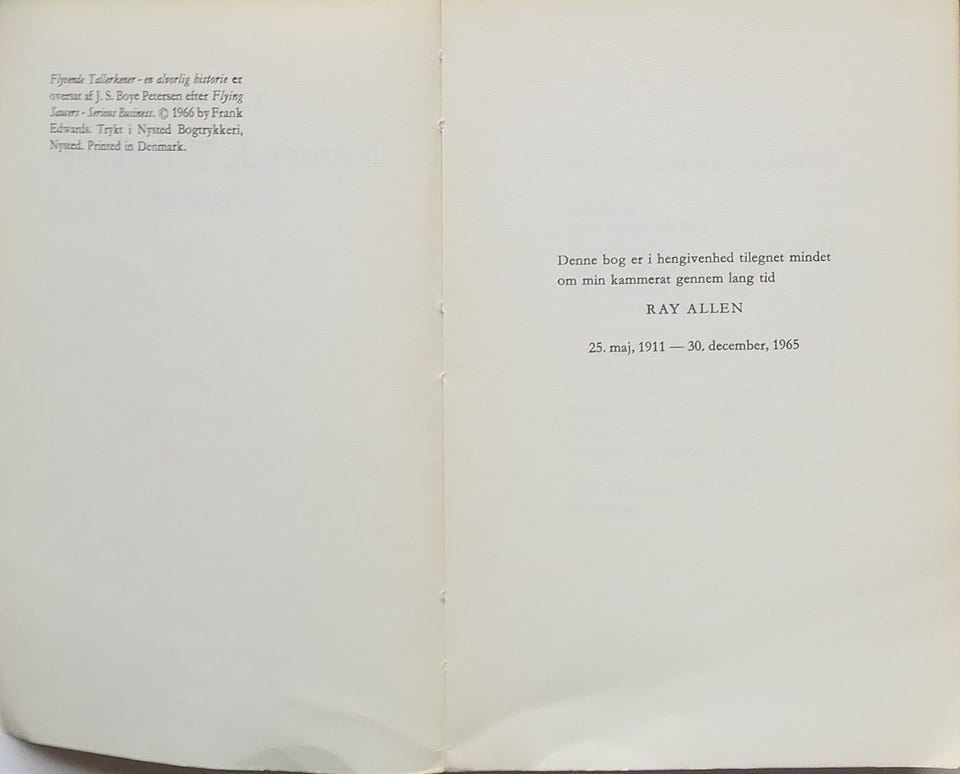 Flyvende Tallerkener - en alvorlig historie er
oversat af J. S. Boye Petersen efter Flying
Saucers - Serious Business. © 1966 by Frank
Edwards. Trykt i Nysted Bogtrykkeri,
Nysted. Printed in Denmark.
Denne bog er i hengivenhed tilegnet mindet
om min kammerat gennem lang tid
RAY ALLEN
25. maj, 1911 — 30. december, 1965